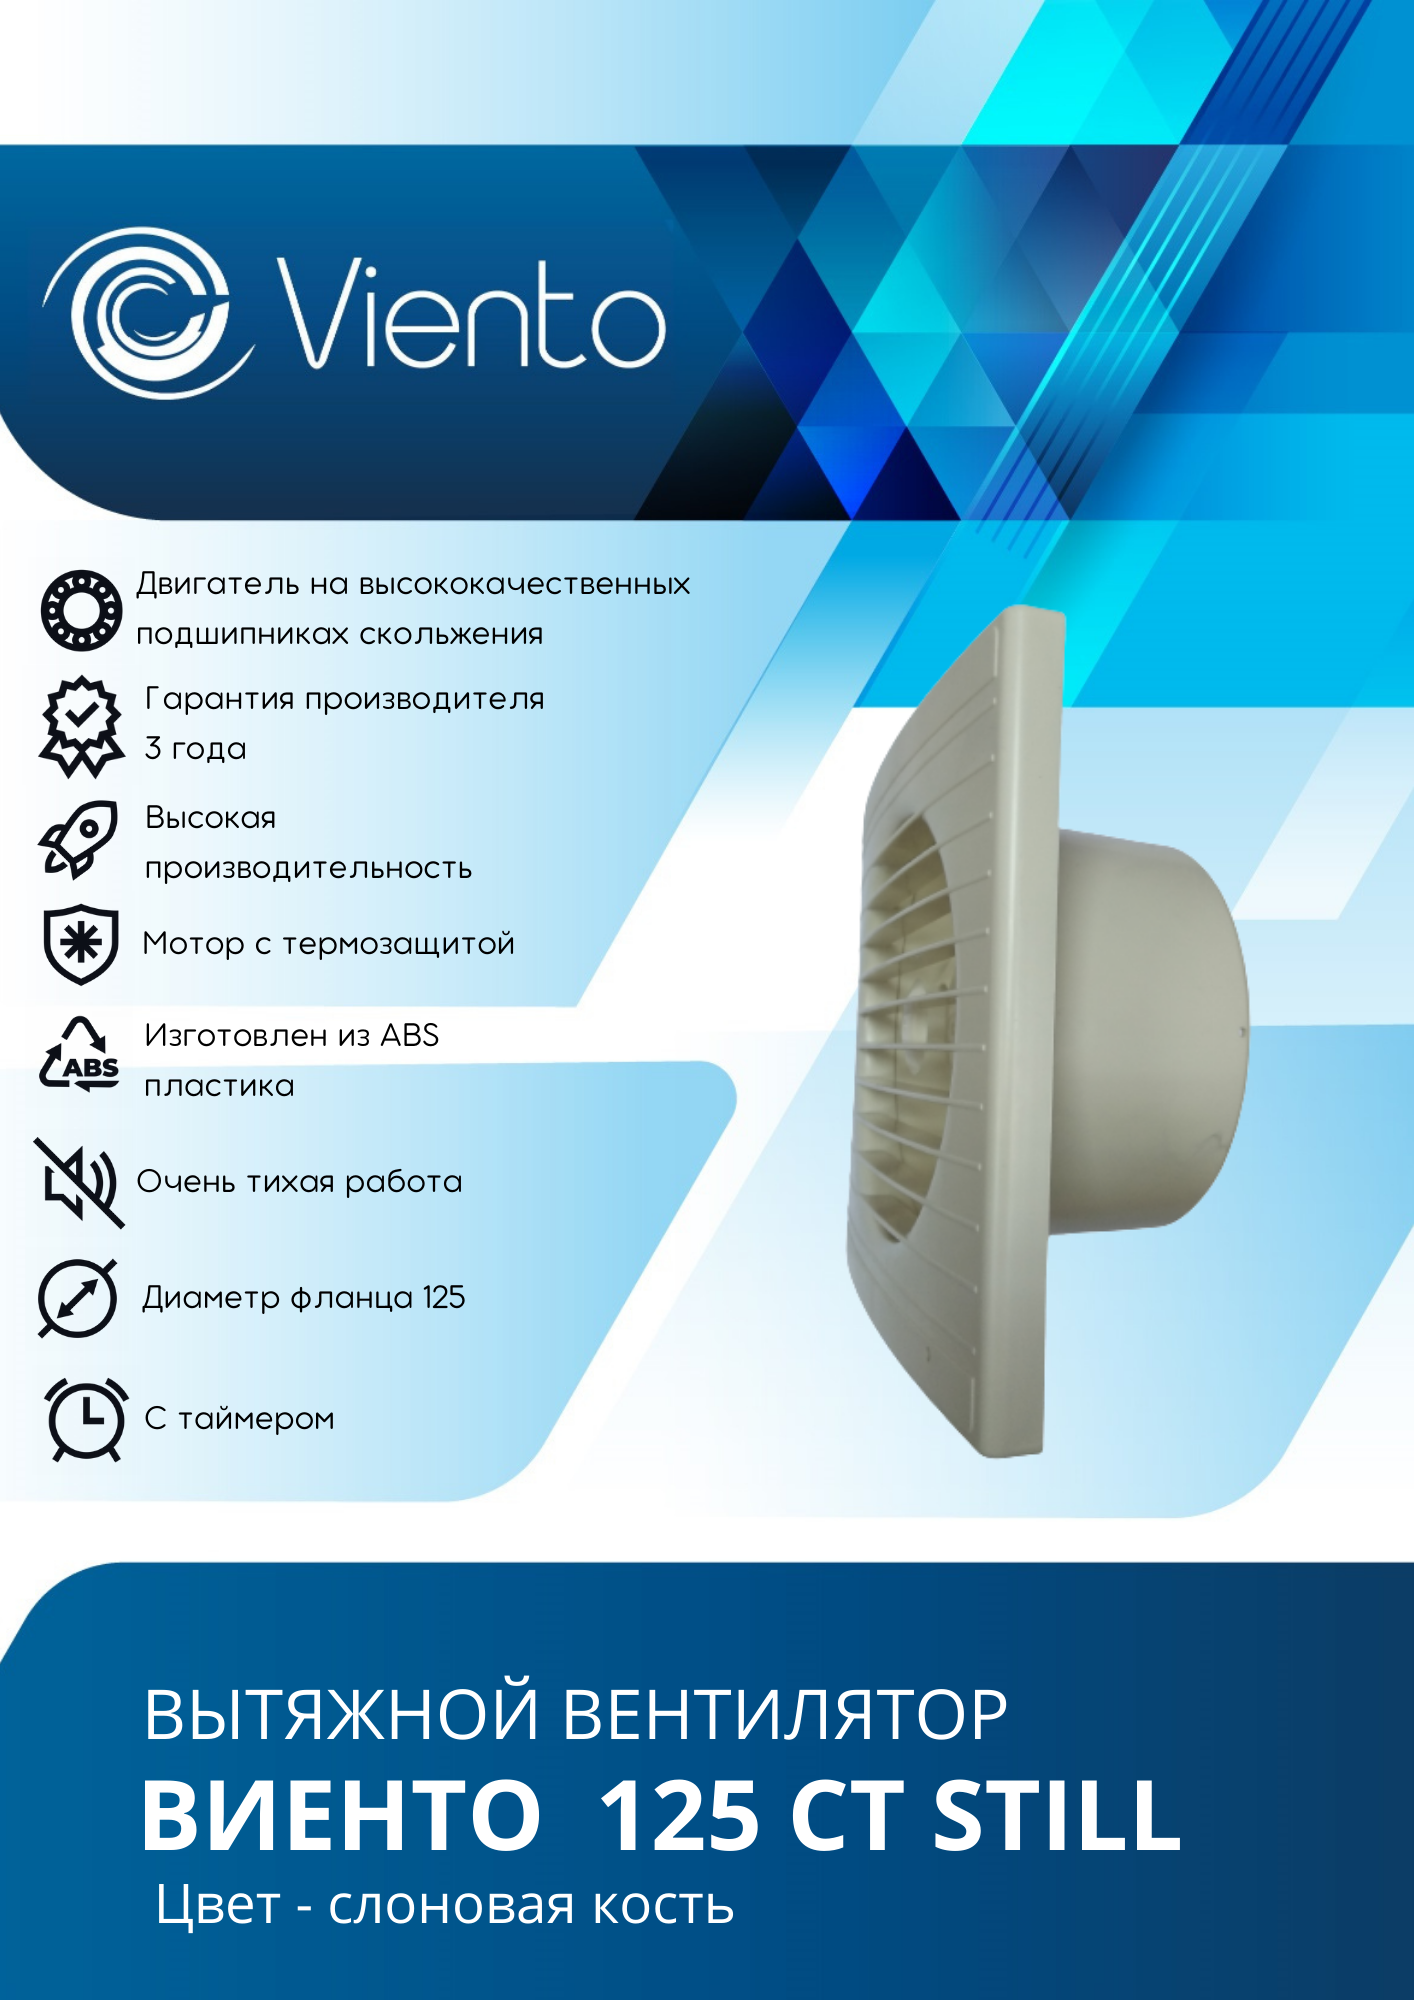 Viento
Двигатель на высококачественных
подшипниках скольжения
Гарантия производителя
3 года
Высокая
производительность
Мотор с термозащитой
Изготовлен из ABS
пластика
ABS
Очень тихая работа
Диаметр фланца 125
С таймером
ВЫТЯЖНОЙ ВЕНТИЛЯТОР
ВИЕНТО 125 СТ STILL
Цвет - слоновая кость